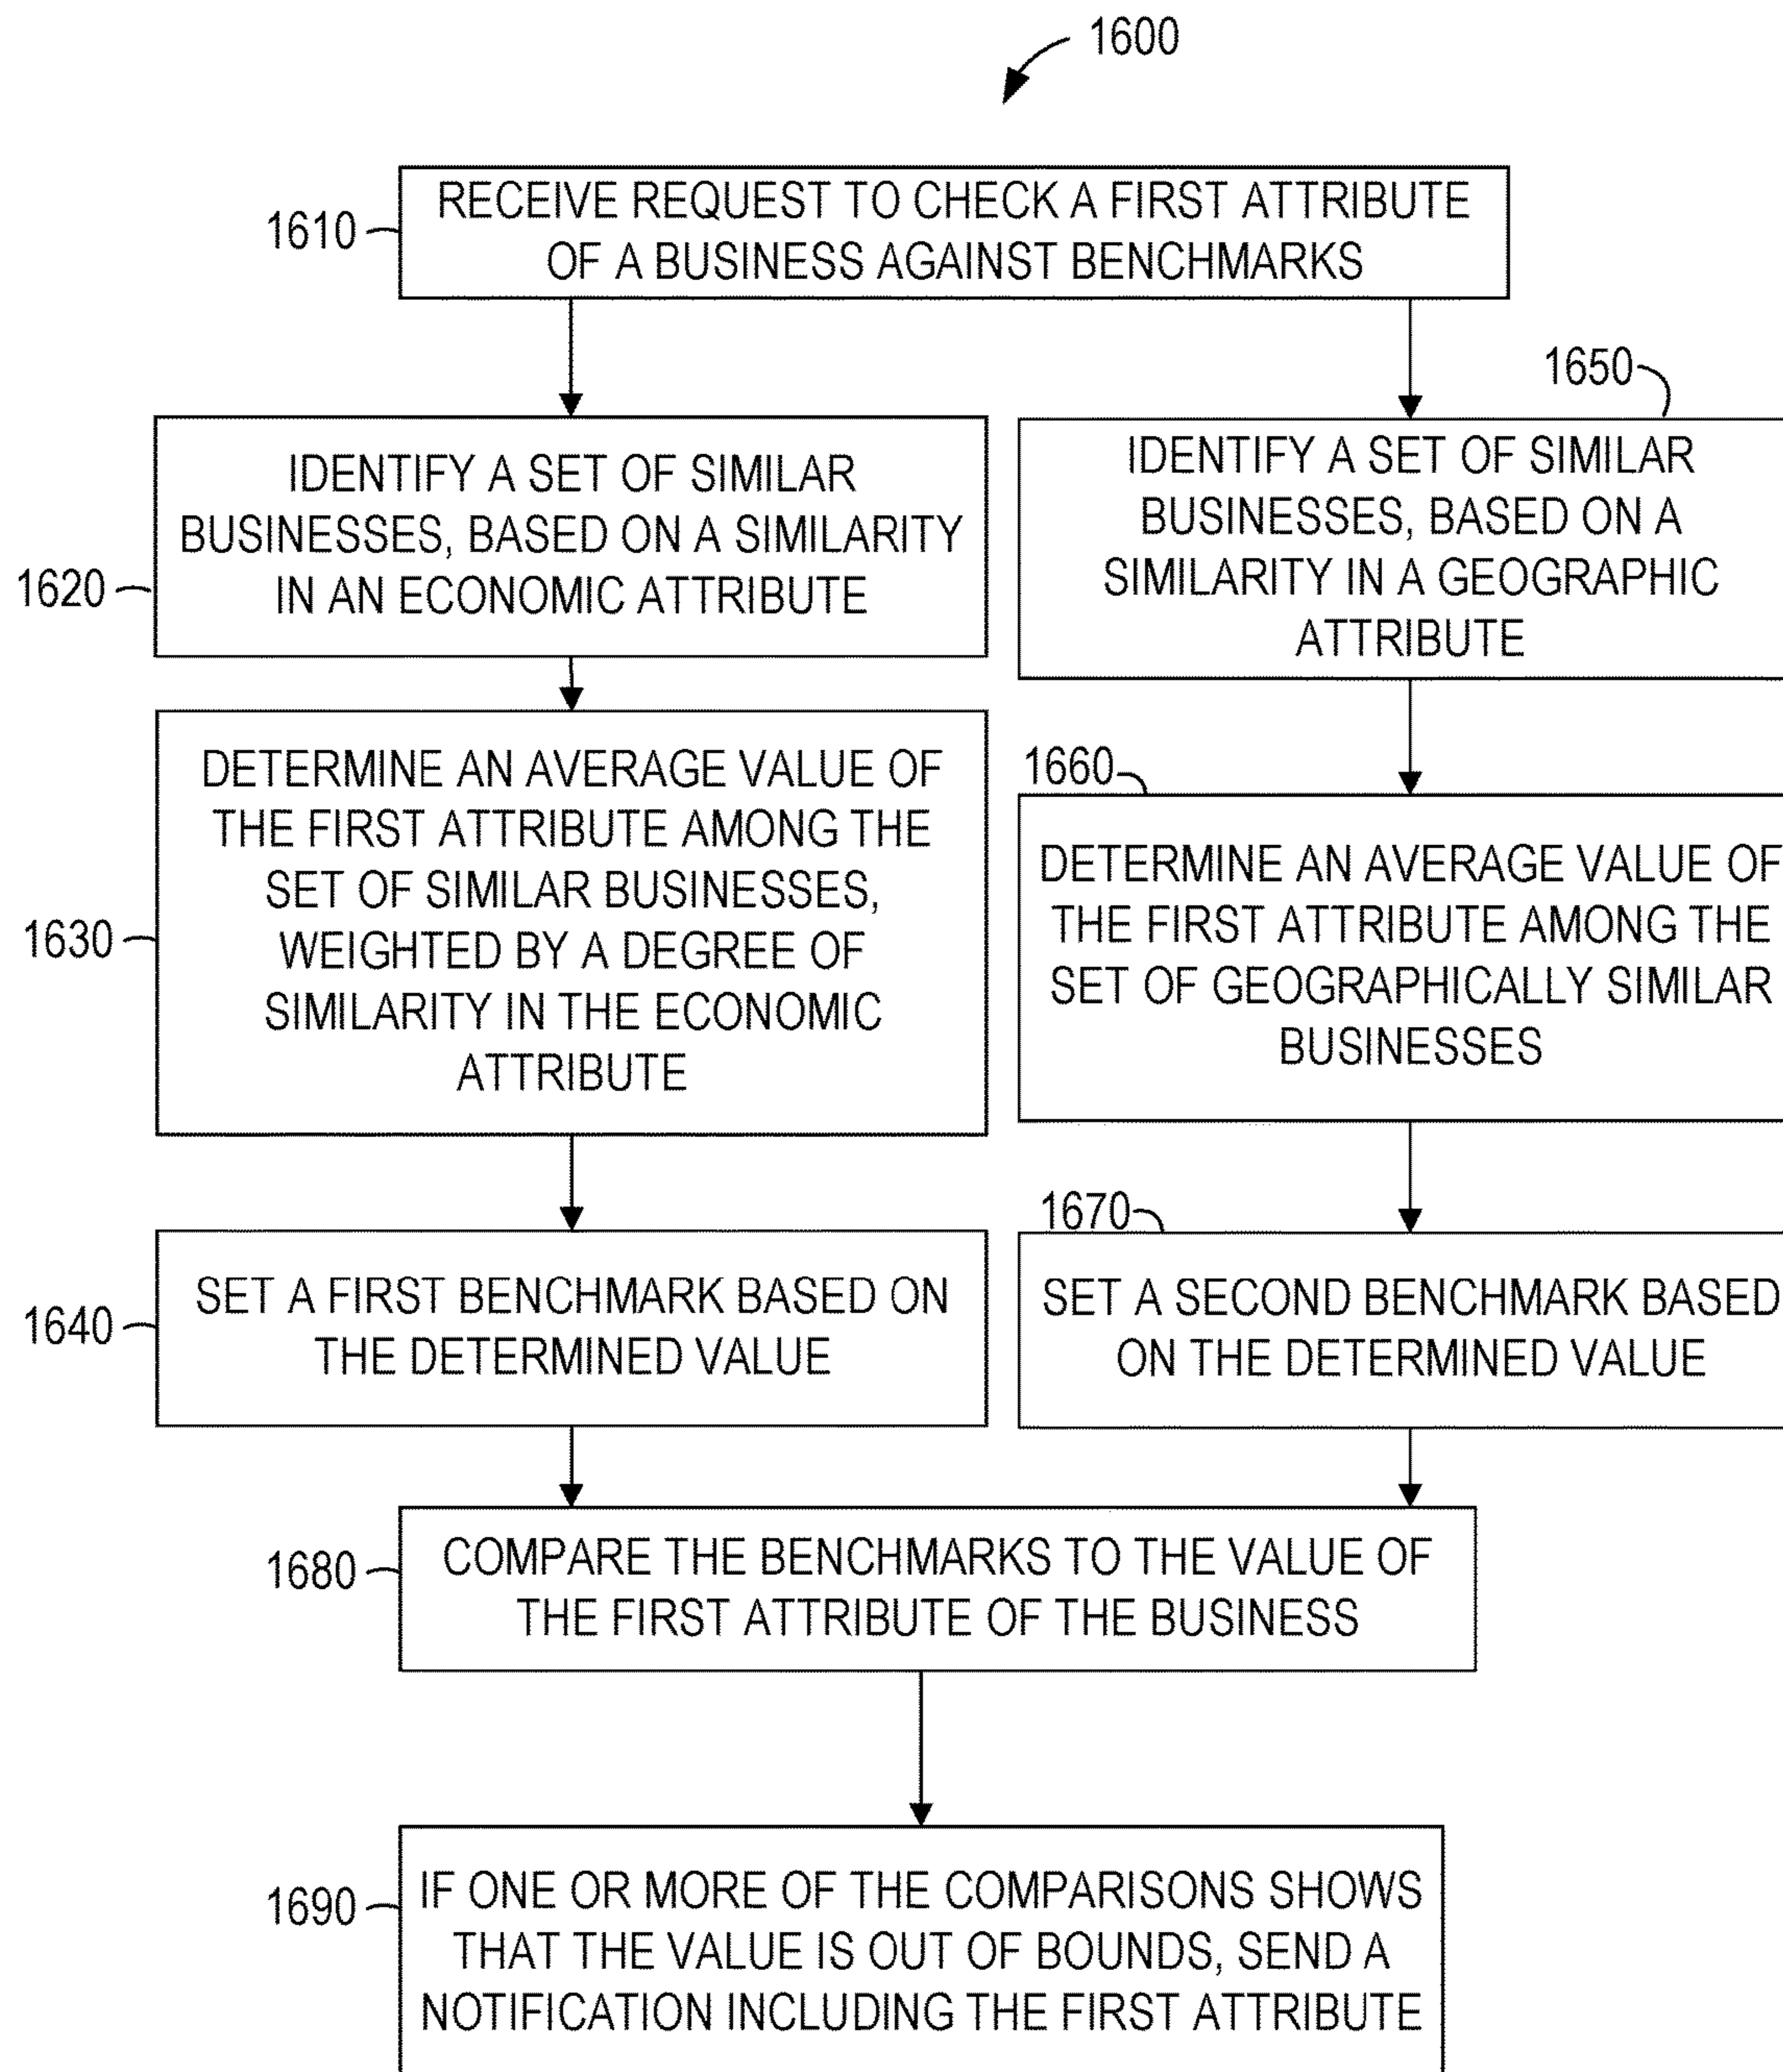 1600
RECEIVE REQUEST TO CHECK A FIRST ATTRIBUTE
OF A BUSINESS AGAINST BENCHMARKS
1610
IDENTIFY A SET OF SIMILAR
BUSINESSES, BASED ON A SIMILARITY
IN AN ECONOMIC ATTRIBUTE
1620
DETERMINE AN AVERAGE VALUE OF
THE FIRST ATTRIBUTE AMONG THE
SET OF SIMILAR BUSINESSES,
WEIGHTED BY A DEGREE OF
SIMILARITY IN THE ECONOMIC
ATTRIBUTE
1630
SET A FIRST BENCHMARK BASED ON
THE DETERMINED VALUE
1640
1650
IDENTIFY A SET OF SIMILAR
BUSINESSES, BASED ON A
SIMILARITY IN A GEOGRAPHIC
ATTRIBUTE
1660
DETERMINE AN AVERAGE VALUE OF
THE FIRST ATTRIBUTE AMONG THE
SET OF GEOGRAPHICALLY SIMILAR
BUSINESSES
1670
SET A SECOND BENCHMARK BASED
ON THE DETERMINED VALUE
1680
COMPARE THE BENCHMARKS TO THE VALUE OF
THE FIRST ATTRIBUTE OF THE BUSINESS
1690
IF ONE OR MORE OF THE COMPARISONS SHOWS
THAT THE VALUE IS OUT OF BOUNDS, SEND A
NOTIFICATION INCLUDING THE FIRST ATTRIBUTE